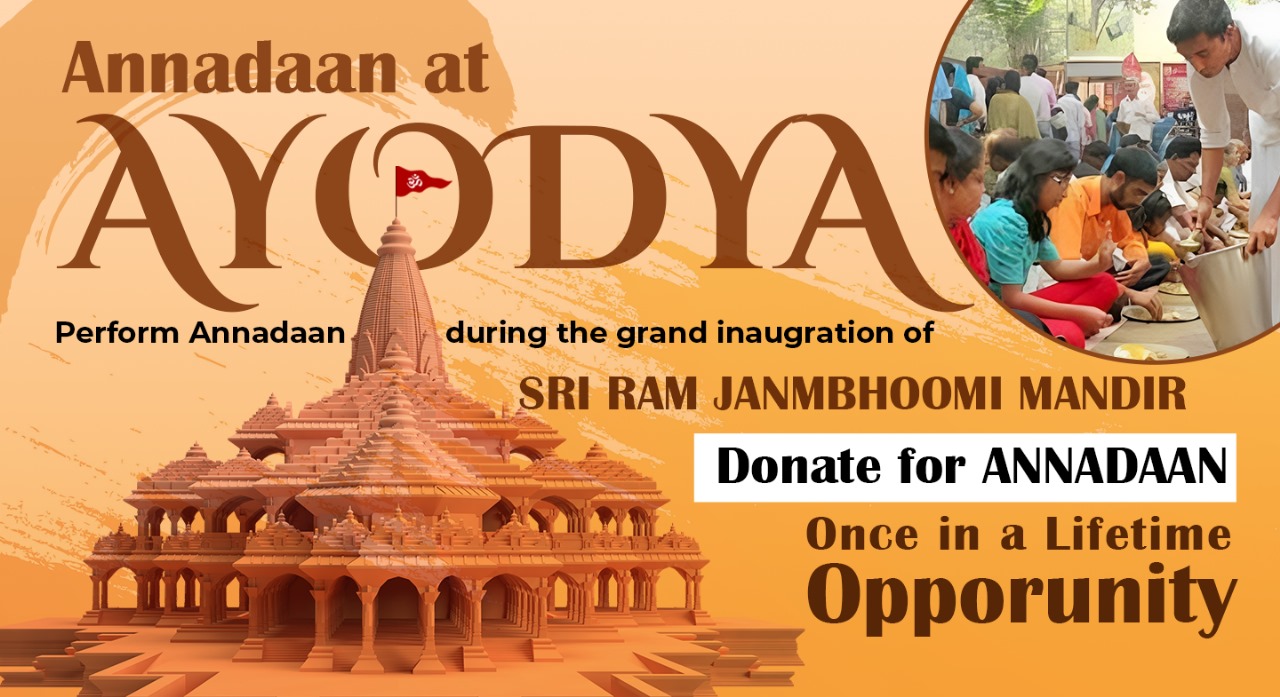 Annadaan at
AYODYA
ॐ
Perform Annadaan during the grand inaugration of
SRI RAM JANMBHOOMI MANDIR
Donate for ANNADAAN
Once in a Lifetime
Opporunity